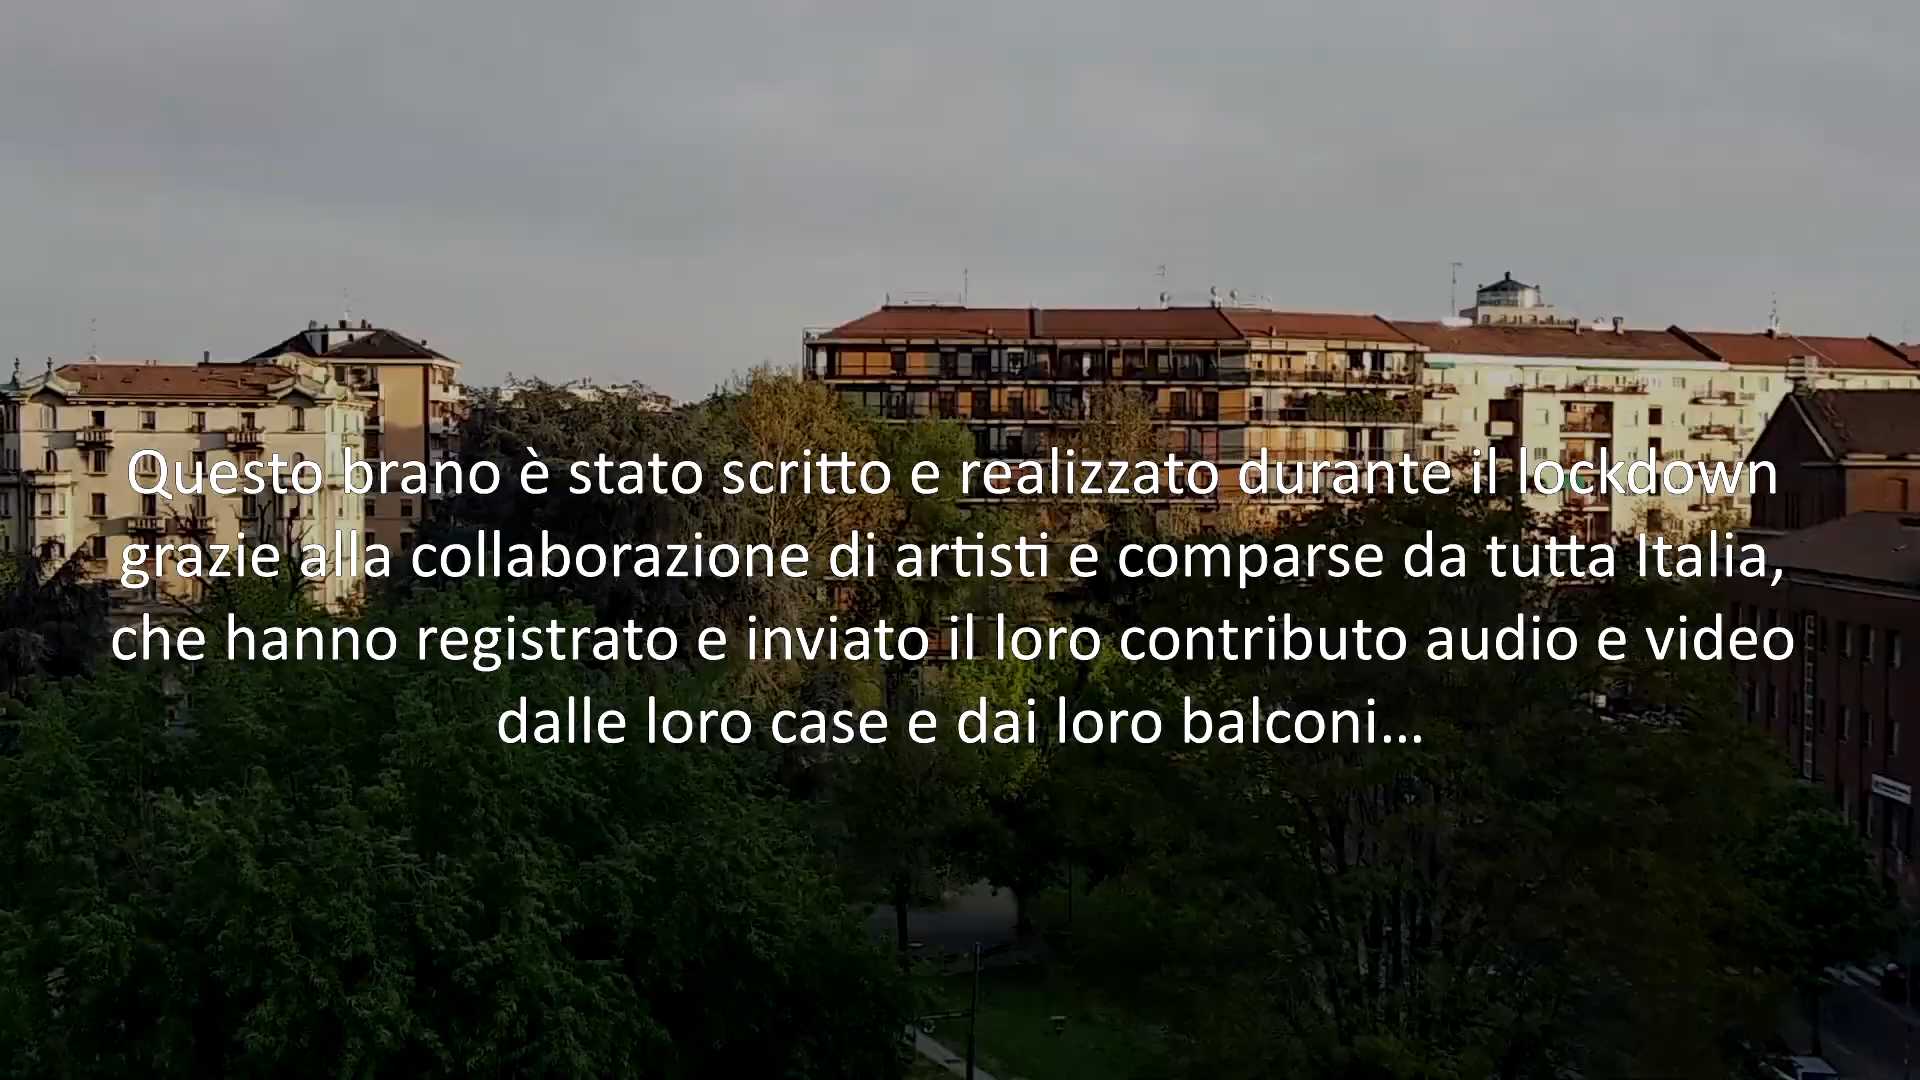 Questo brano è stato scritto e realizzato durante il lockdown
grazie alla collaborazione di artisti e comparse da tutta Italia,
che hanno registrato e inviato il loro contributo audio e video
dalle loro case e dai loro balconi...